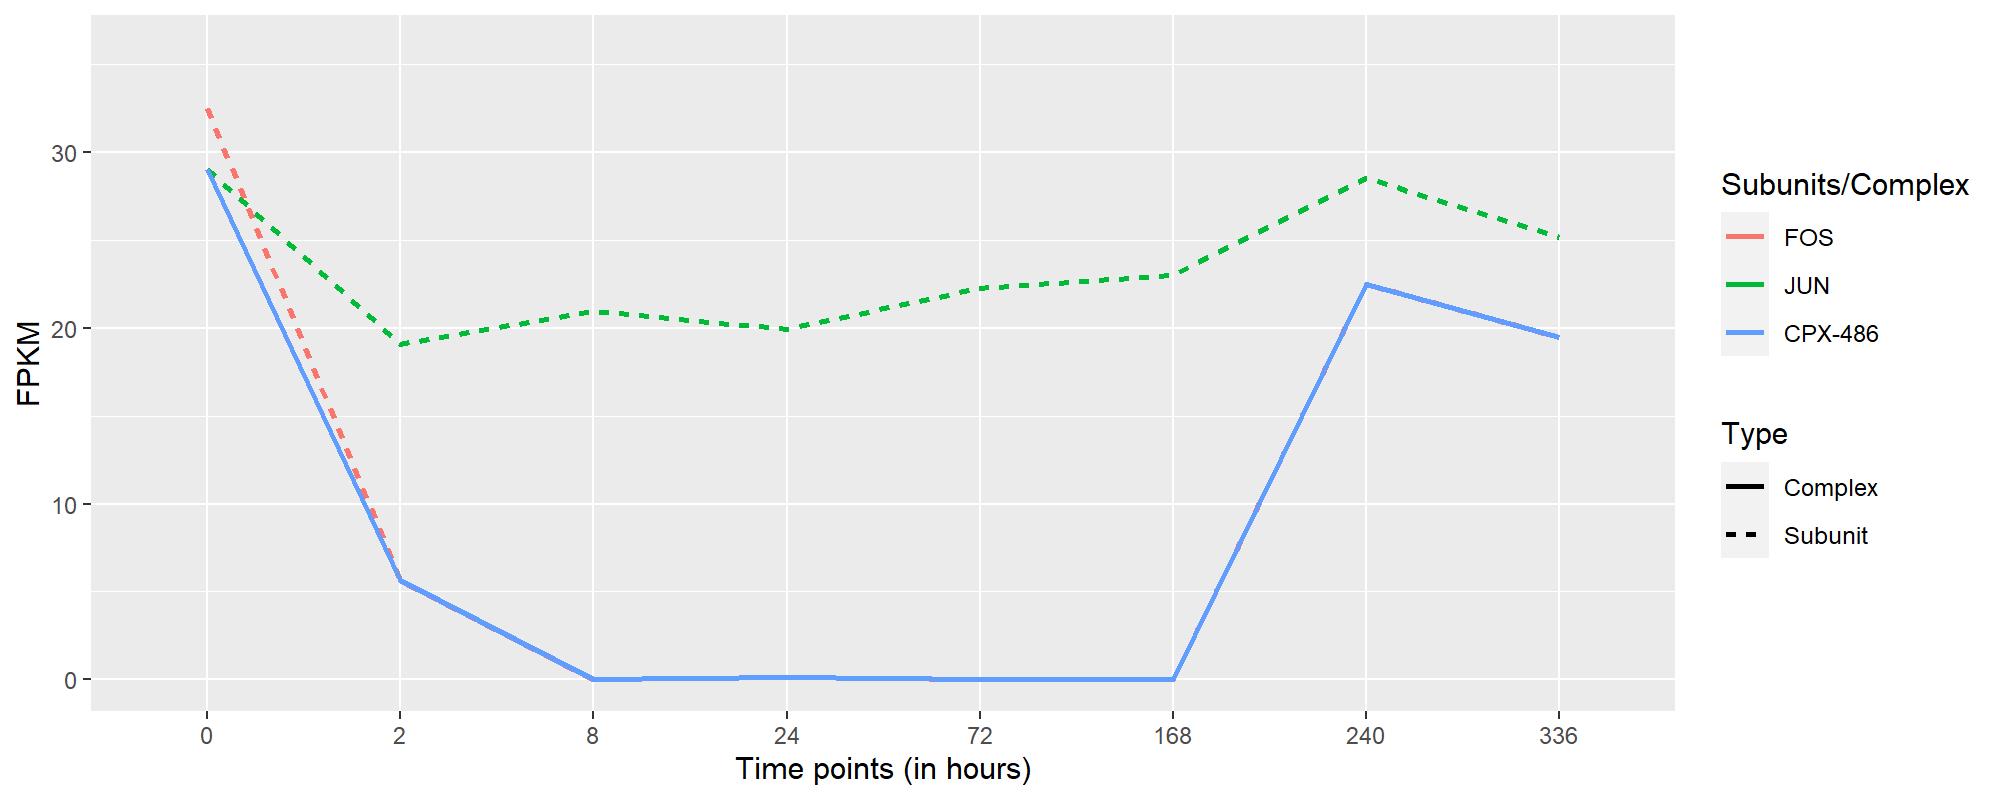 30
20
10
0
FPKM
0 2 8 24 72 168 240 336
Time points (in hours)
Subunits/Complex
FOS
JUN
CPX-486
Type
Complex
Subunit